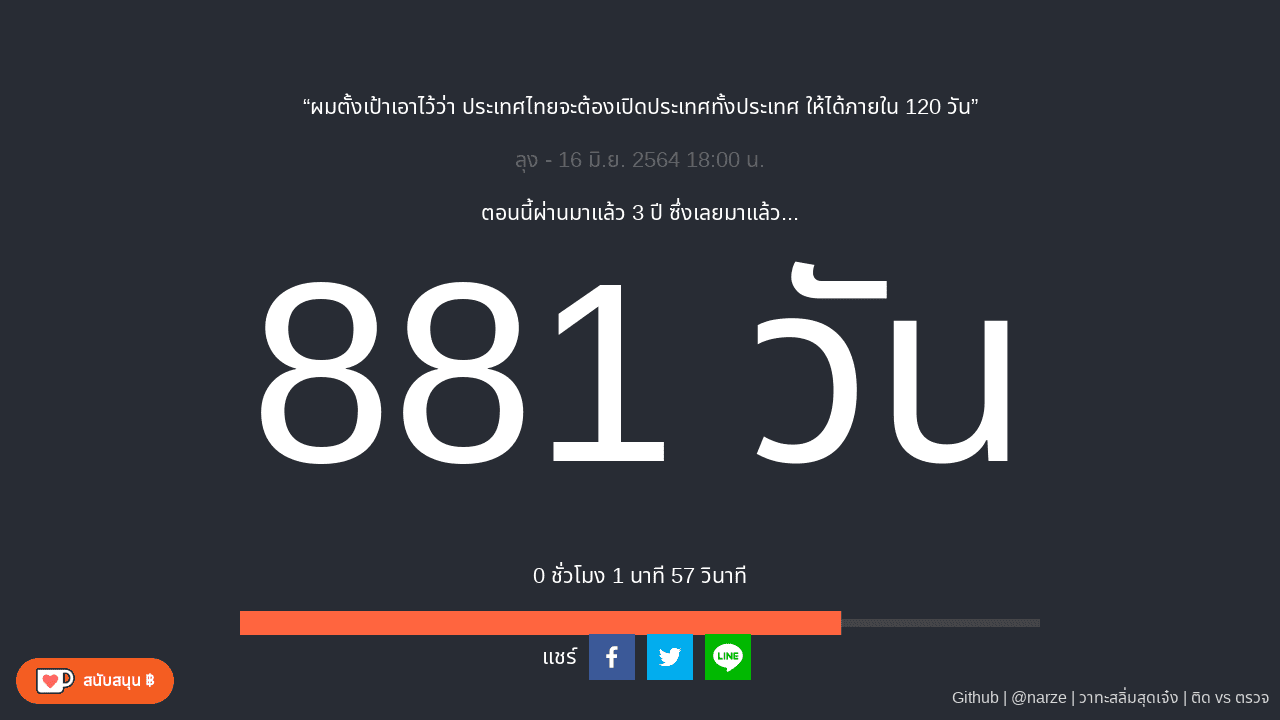 “ผมตั้งเป้าเอาไว้ว่า ประเทศไทยจะต้องเปิดประเทศทั้งประเทศ ให้ได้ภายใน 120 วัน”
ลุง - 16 มิ.ย. 2564 18:00 น.
ตอนนี้ผ่านมาแล้ว 3 ปี ซึ่งเลยมาแล้ว...
881 วัน
0 ชั่วโมง 1 นาที 57 วินาที
แชร์
LINE
สนับสนุน ฿
Github | @narze | วาทะสลิ่มสุดเจ๋ง | ติด vs ตรวจ